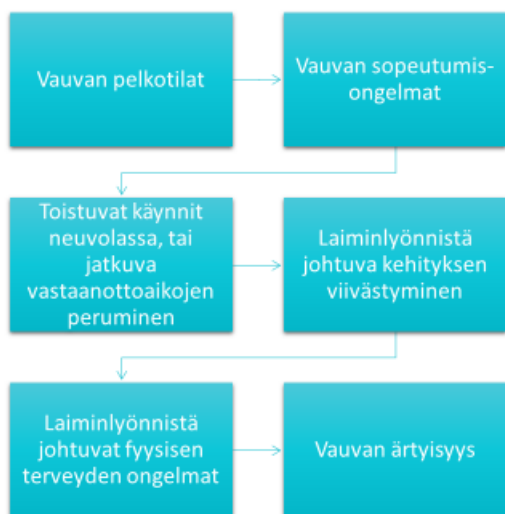 Vauvan pelkotilat
Vauvan sopeutumis-
ongelmat
Toistuvat käynnit
neuvolassa, tai
jatkuva
vastaanottoaikojen
peruminen
Laiminlyönnistä
johtuva kehityksen
viivästyminen
Laiminlyönnistä
johtuvat fyysisen
terveyden ongelmat
Vauvan ärtyisyys